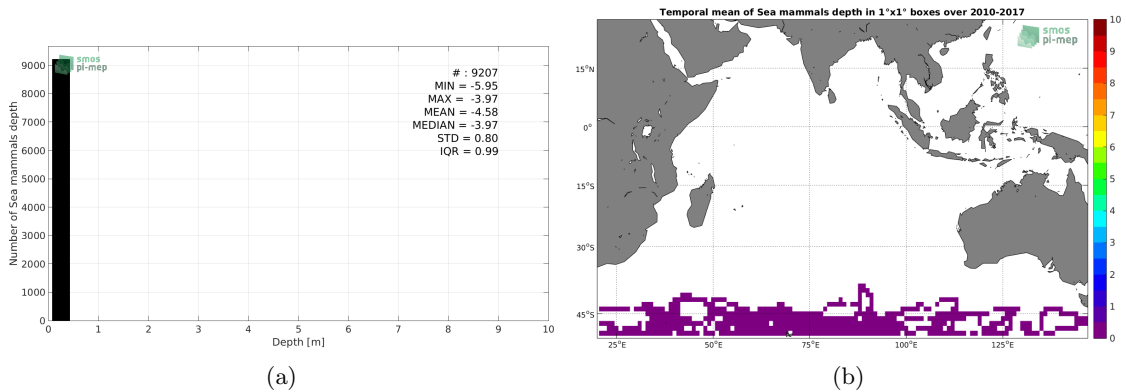 smos
pi-mep
# : 9207
MIN = -5.95
MAX = -3.97
MEAN = -4.58
MEDIAN = -3.97
STD = 0.80
IQR = 0.99
Number of Sea mammals depth
9000
8000
7000
6000
5000
4000
3000
2000
1000
0
0 1 2 3 4 5 6 7 8 9 10
Depth [m]
(a)
Temporal mean of Sea mammals depth in 1°x1° boxes over 2010-2017
smos
pi-mep
15°N
0°
15°S
30°S
45°S
25°E 50°E 75°E 100°E 125°E
10
9
8
7
6
5
4
3
2
1
0
(b)